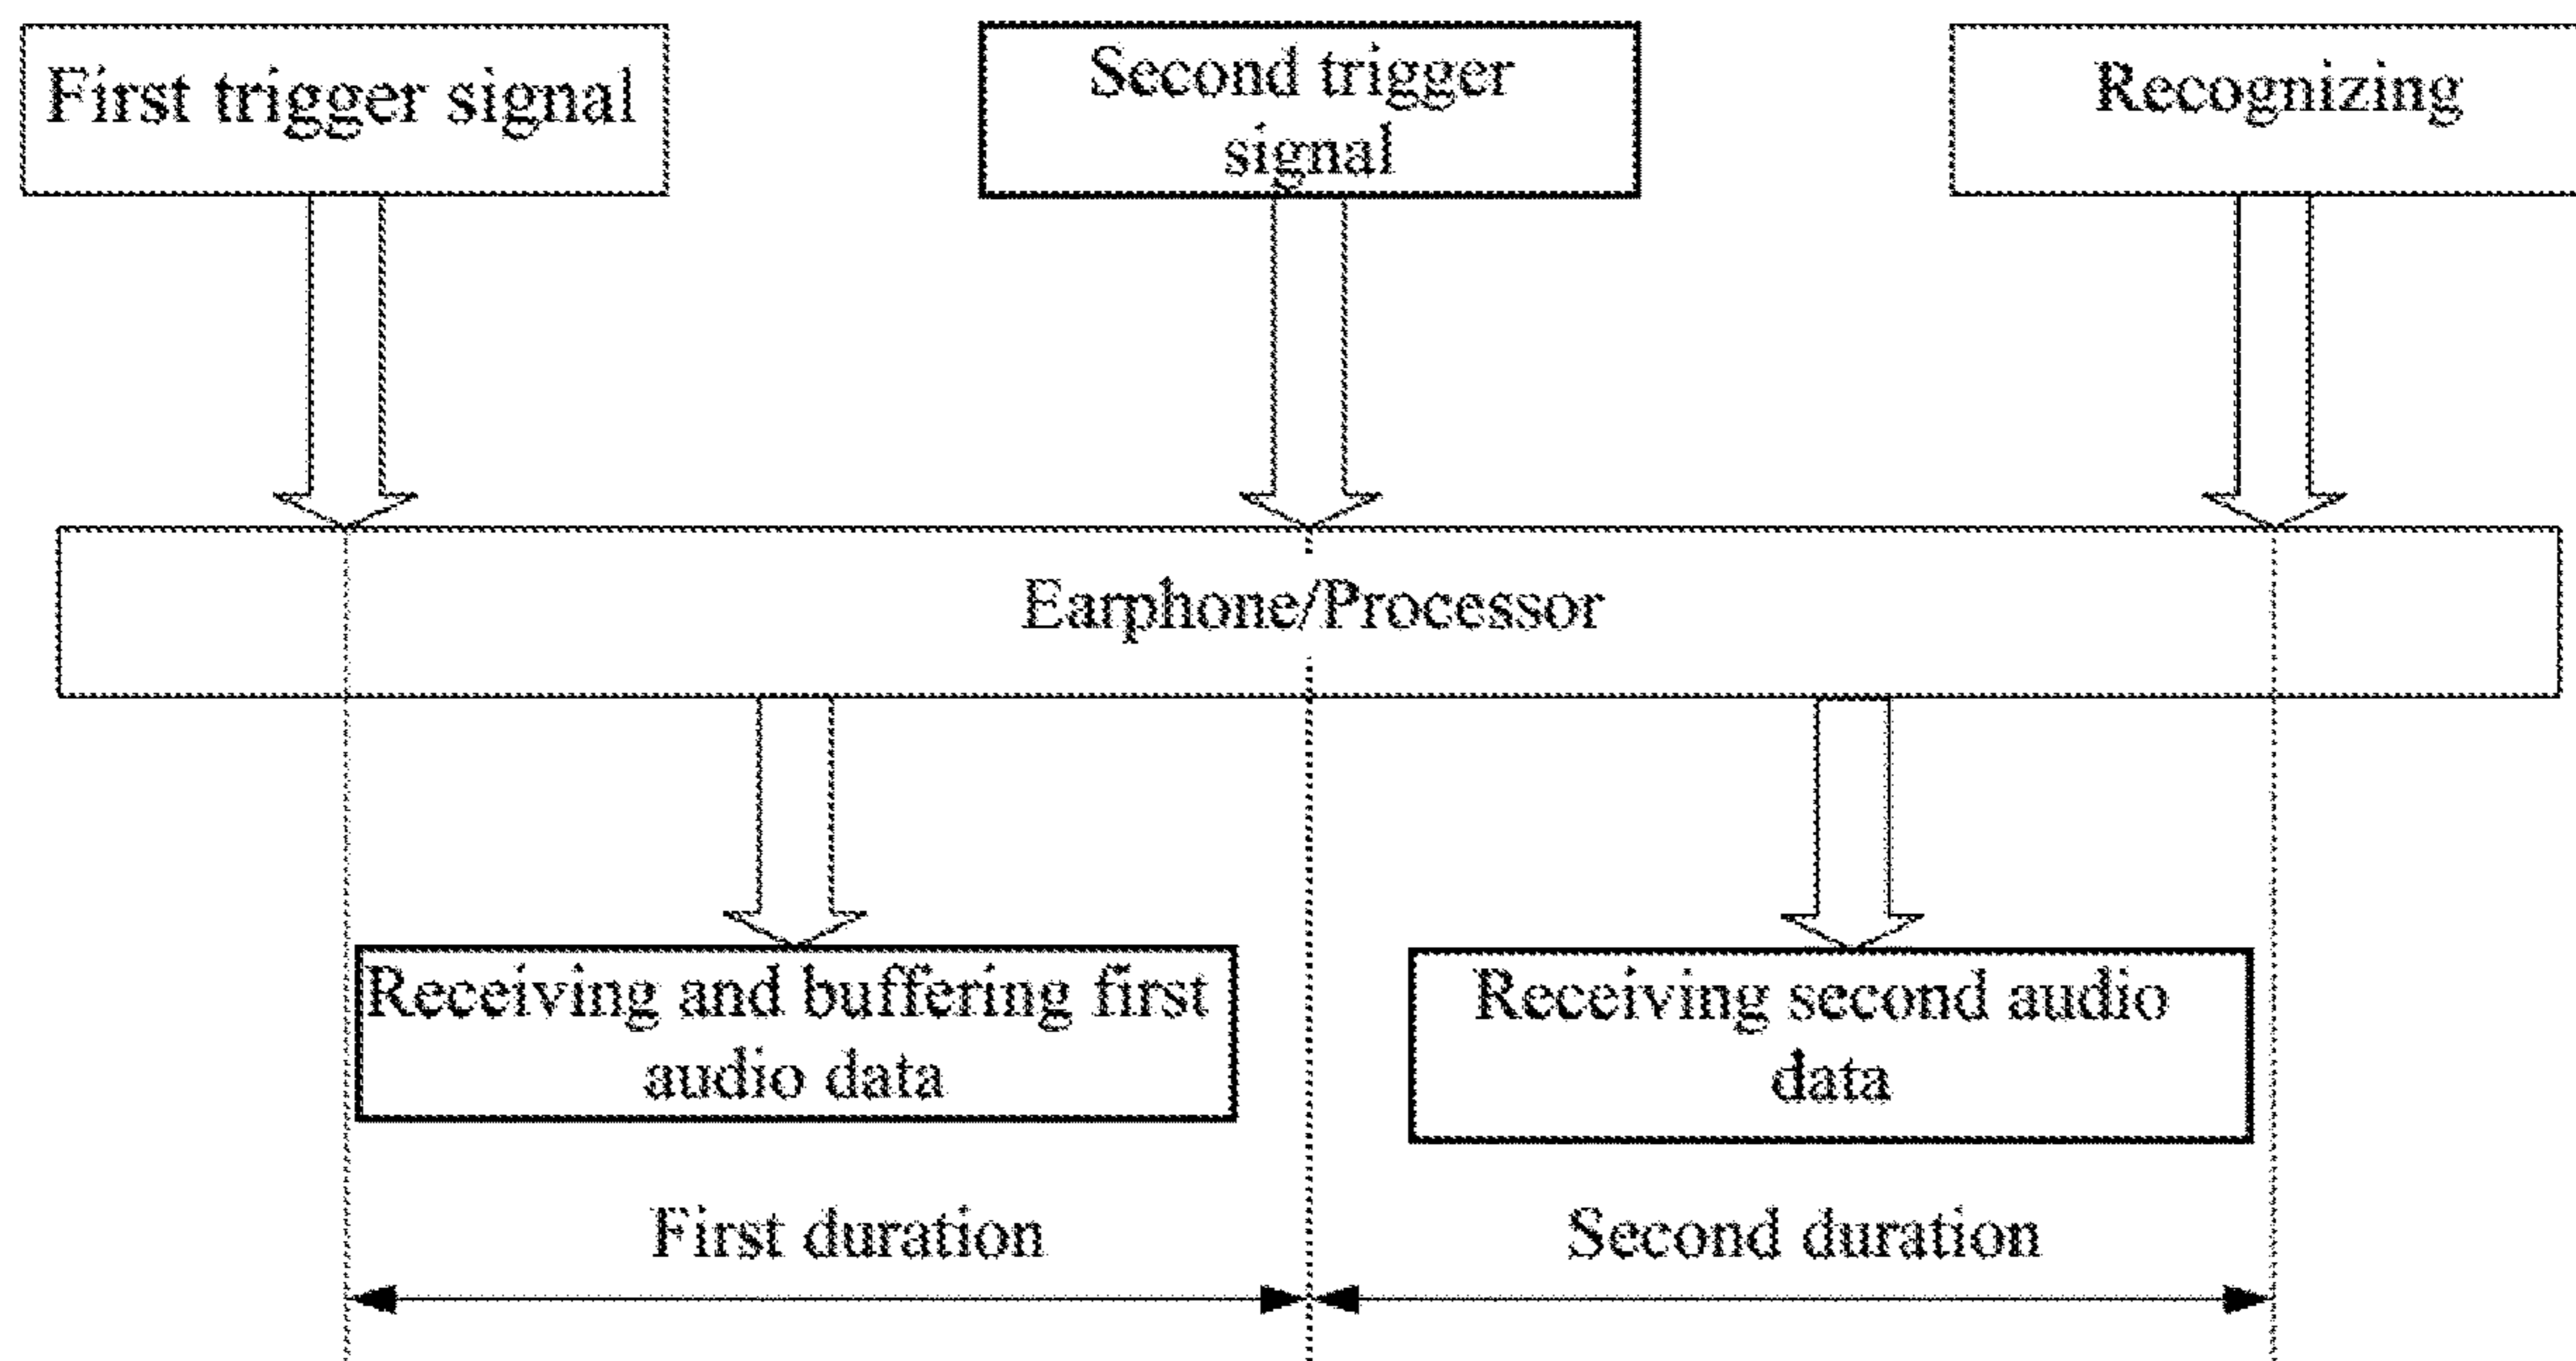 First trigger signal
Second trigger
signal
Recognizing
Earphone/Processor
Receiving and buffering first
audio data
Receiving second audio
data
First duration
Second duration